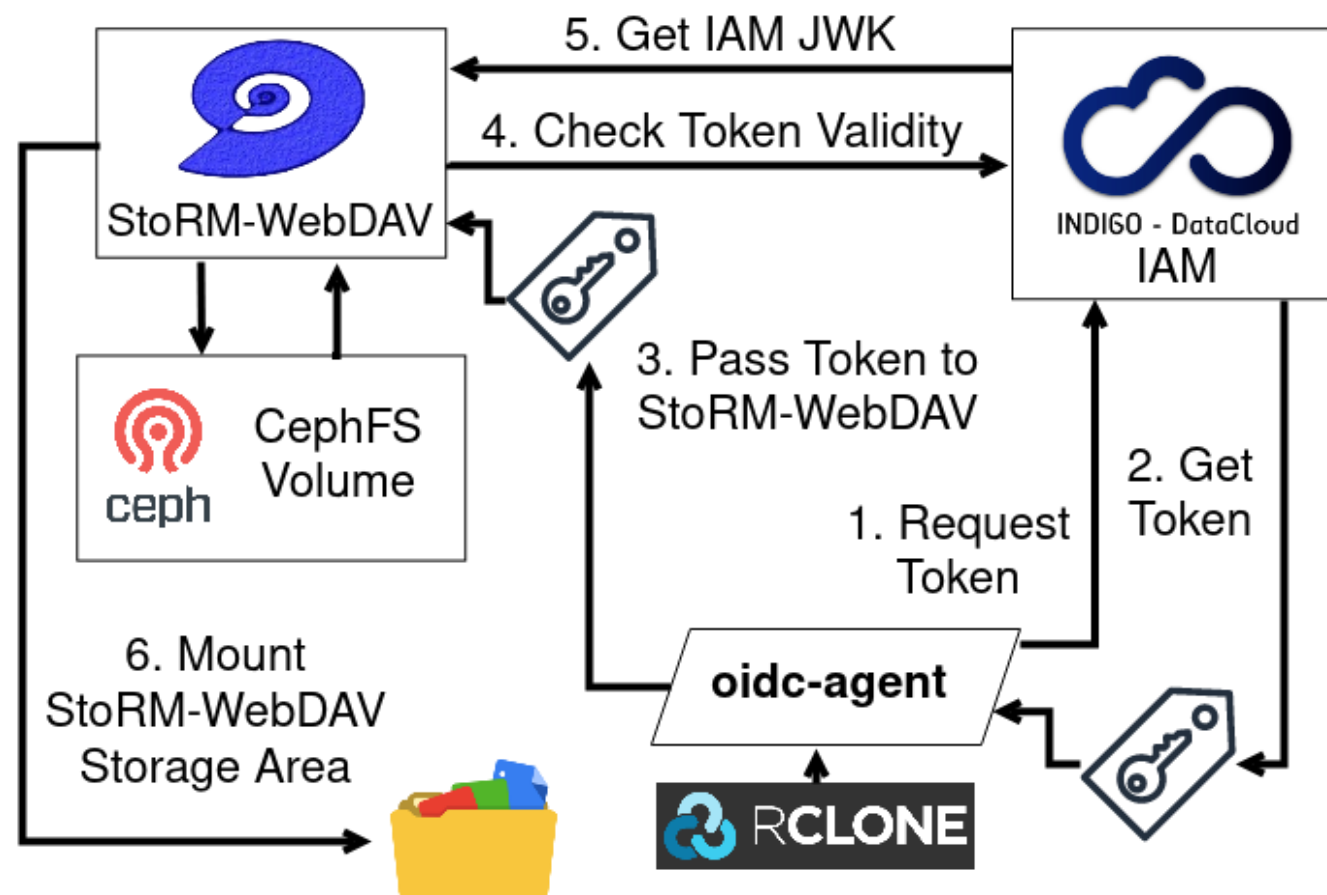 5. Get IAM JWK
4. Check Token Validity
StoRM-WebDAV
INDIGO - DataCloud
IAM
3. Pass Token to
StoRM-WebDAV
CephFS
Volume
ceph
2. Get
Token
1. Request
Token
6. Mount
StoRM-WebDAV
Storage Area
oidc-agent
RCLONE